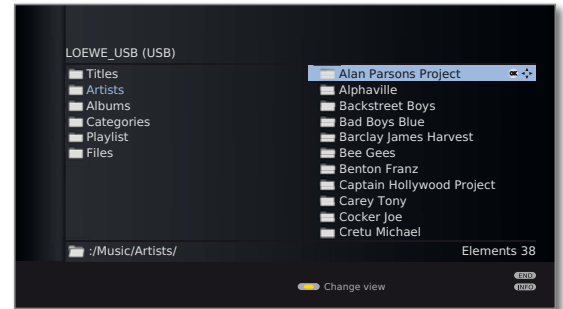 LOEWE_USB (USB)
Titles
Artists
Albums
Categories
Playlist
Files
Alan Parsons Project OK
Alphaville
Backstreet Boys
Bad Boys Blue
Barclay James Harvest
Bee Gees
Benton Franz
Captain Hollywood Project
Carey Tony
Cocker Joe
Cretu Michael
:/Music/Artists/
Elements 38
Change view
END
INFO